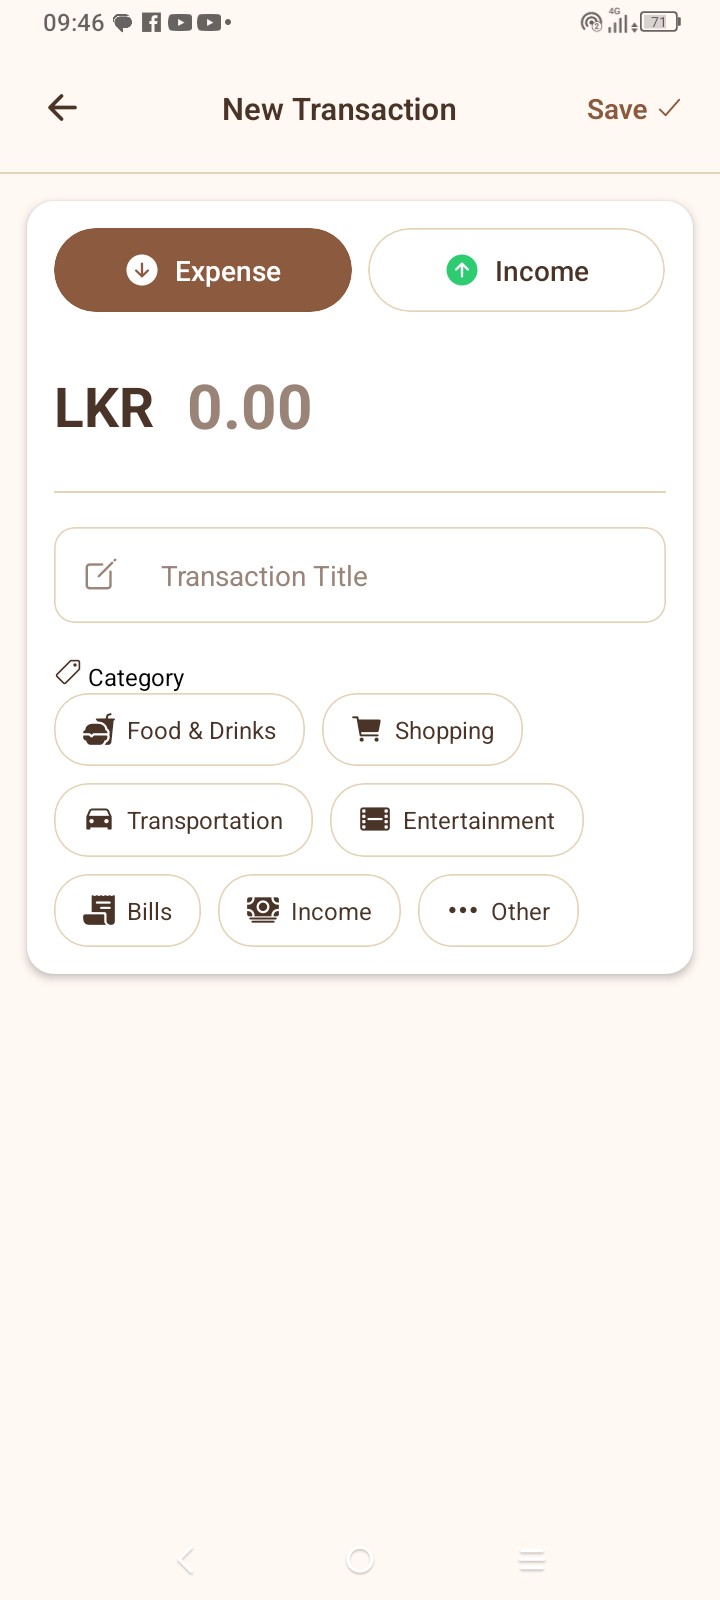 09:46 4G 71
New Transaction Save
Expense Income
LKR 0.00
Transaction Title
Category
Food & Drinks Shopping
Transportation Entertainment
Bills Income Other